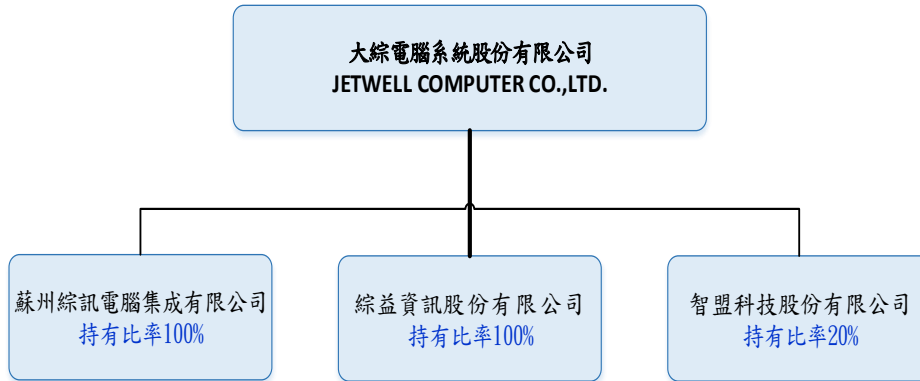 大綜電腦系統股份有限公司
JETWELL COMPUTER CO.,LTD.
蘇州綜訊電腦集成有限公司
持有比率100%
綜益資訊股份有限公司
持有比率100%
智盟科技股份有限公司
持有比率20%